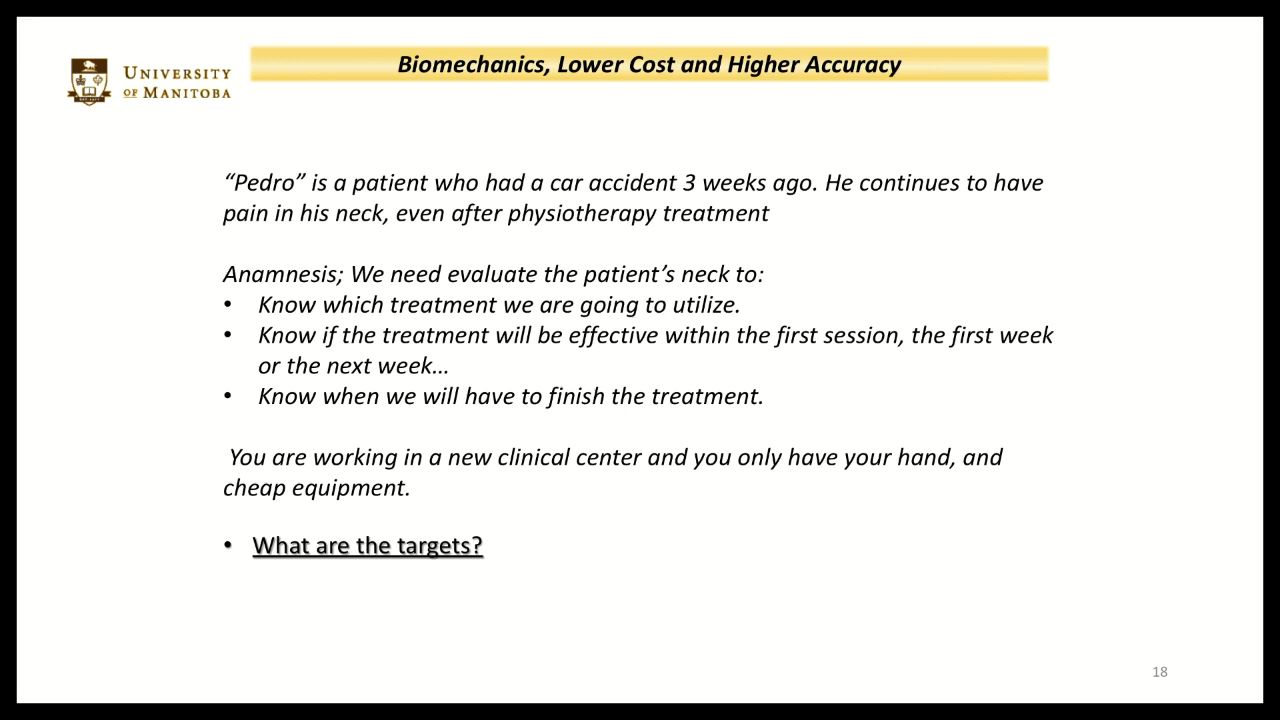 Biomechanics, Lower Cost and Higher Accuracy
UNIVERSITY
OF MANITOBA
“Pedro” is a patient who had a car accident 3 weeks ago. He continues to have
pain in his neck, even after physiotherapy treatment
Anamnesis; We need evaluate the patient’s neck to:
• Know which treatment we are going to utilize.
• Know if the treatment will be effective within the first session, the first week
or the next week…
• Know when we will have to finish the treatment.
You are working in a new clinical center and you only have your hand, and
cheap equipment.
• What are the targets?
18